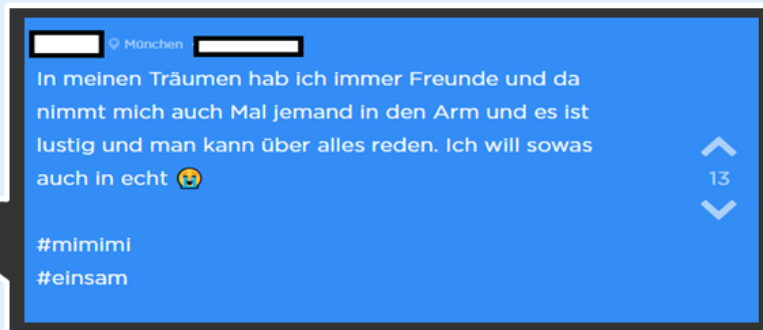 München
In meinen Träumen hab ich immer Freunde und da
nimmt mich auch Mal jemand in den Arm und es ist
lustig und man kann über alles reden. Ich will sowas
auch in echt 😭
13
#mimimi
#einsam